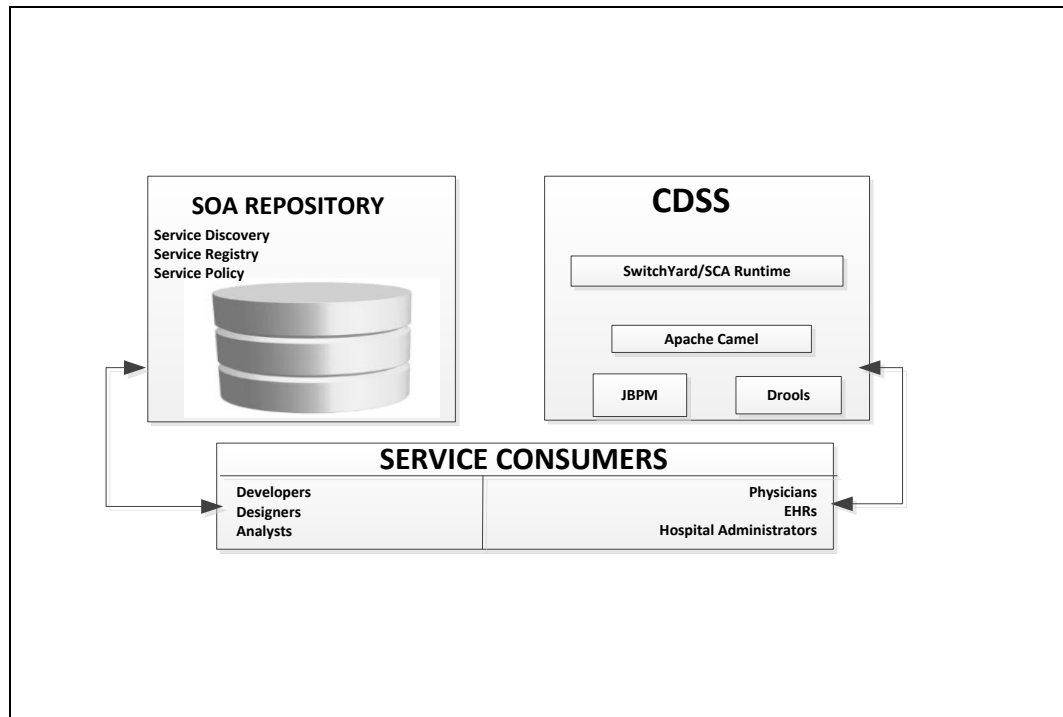 SOA REPOSITORY
Service Discovery
Service Registry
Service Policy
CDSS
SwitchYard/SCA Runtime
Apache Camel
JBPM
Drools
SERVICE CONSUMERS
Developers
Designers
Analysts
Physicians
EHRs
Hospital Administrators